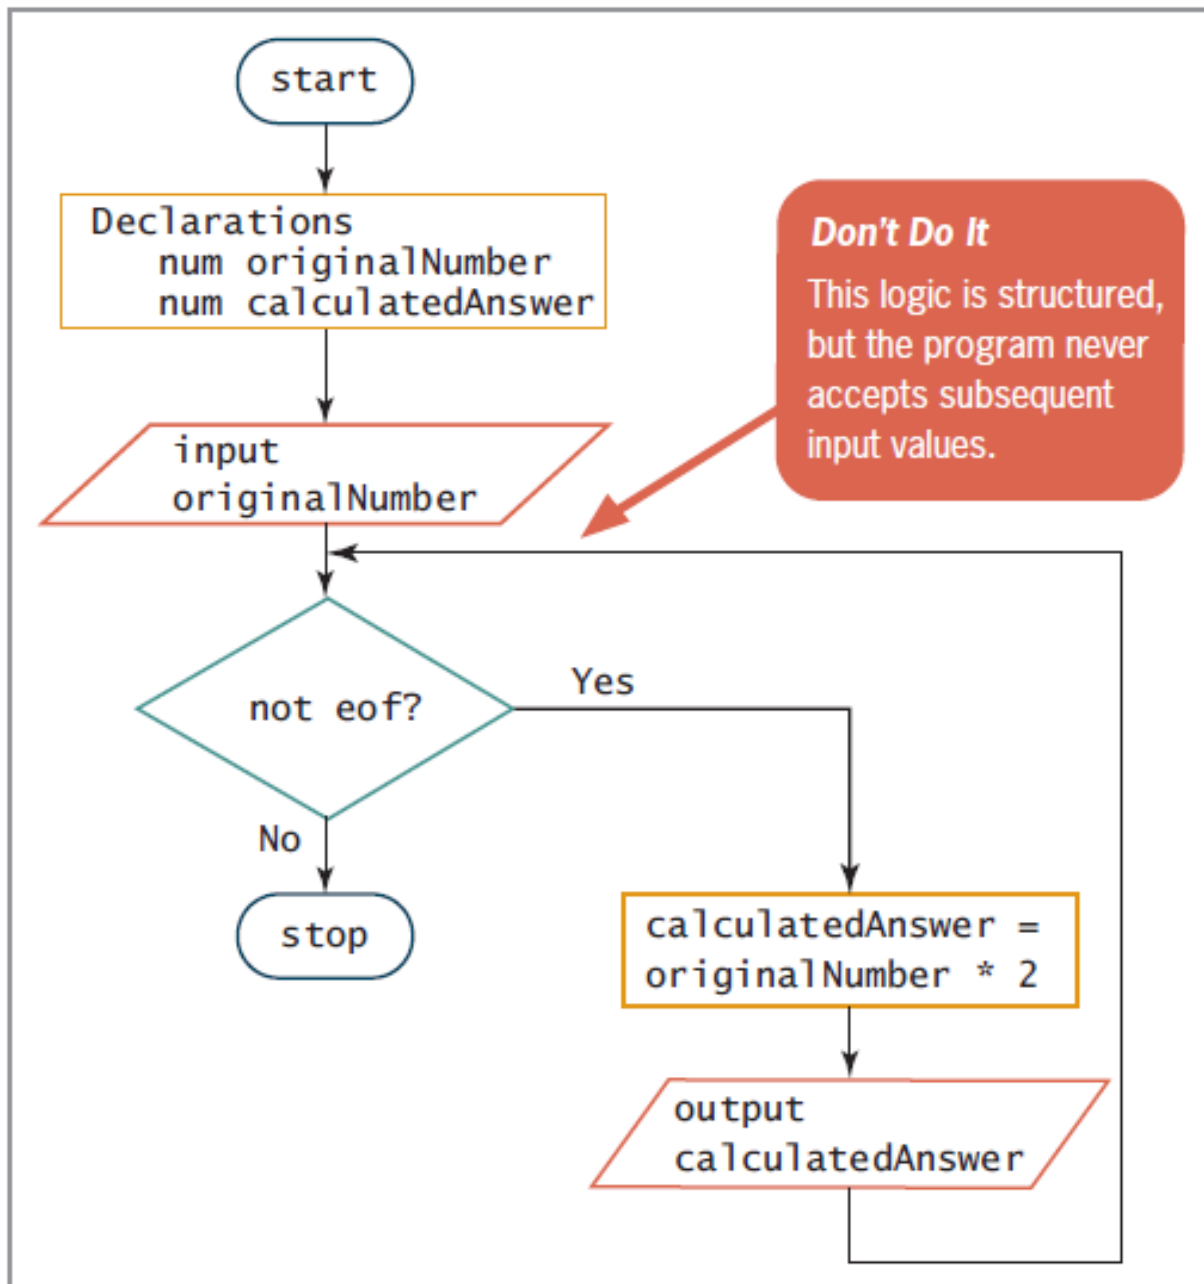 start
Declarations
num originalNumber
num calculatedAnswer
Don't Do It
This logic is structured,
but the program never
accepts subsequent
input values.
input
originalNumber
not eof?
Yes
No
stop
calculatedAnswer =
originalNumber * 2
output
calculatedAnswer